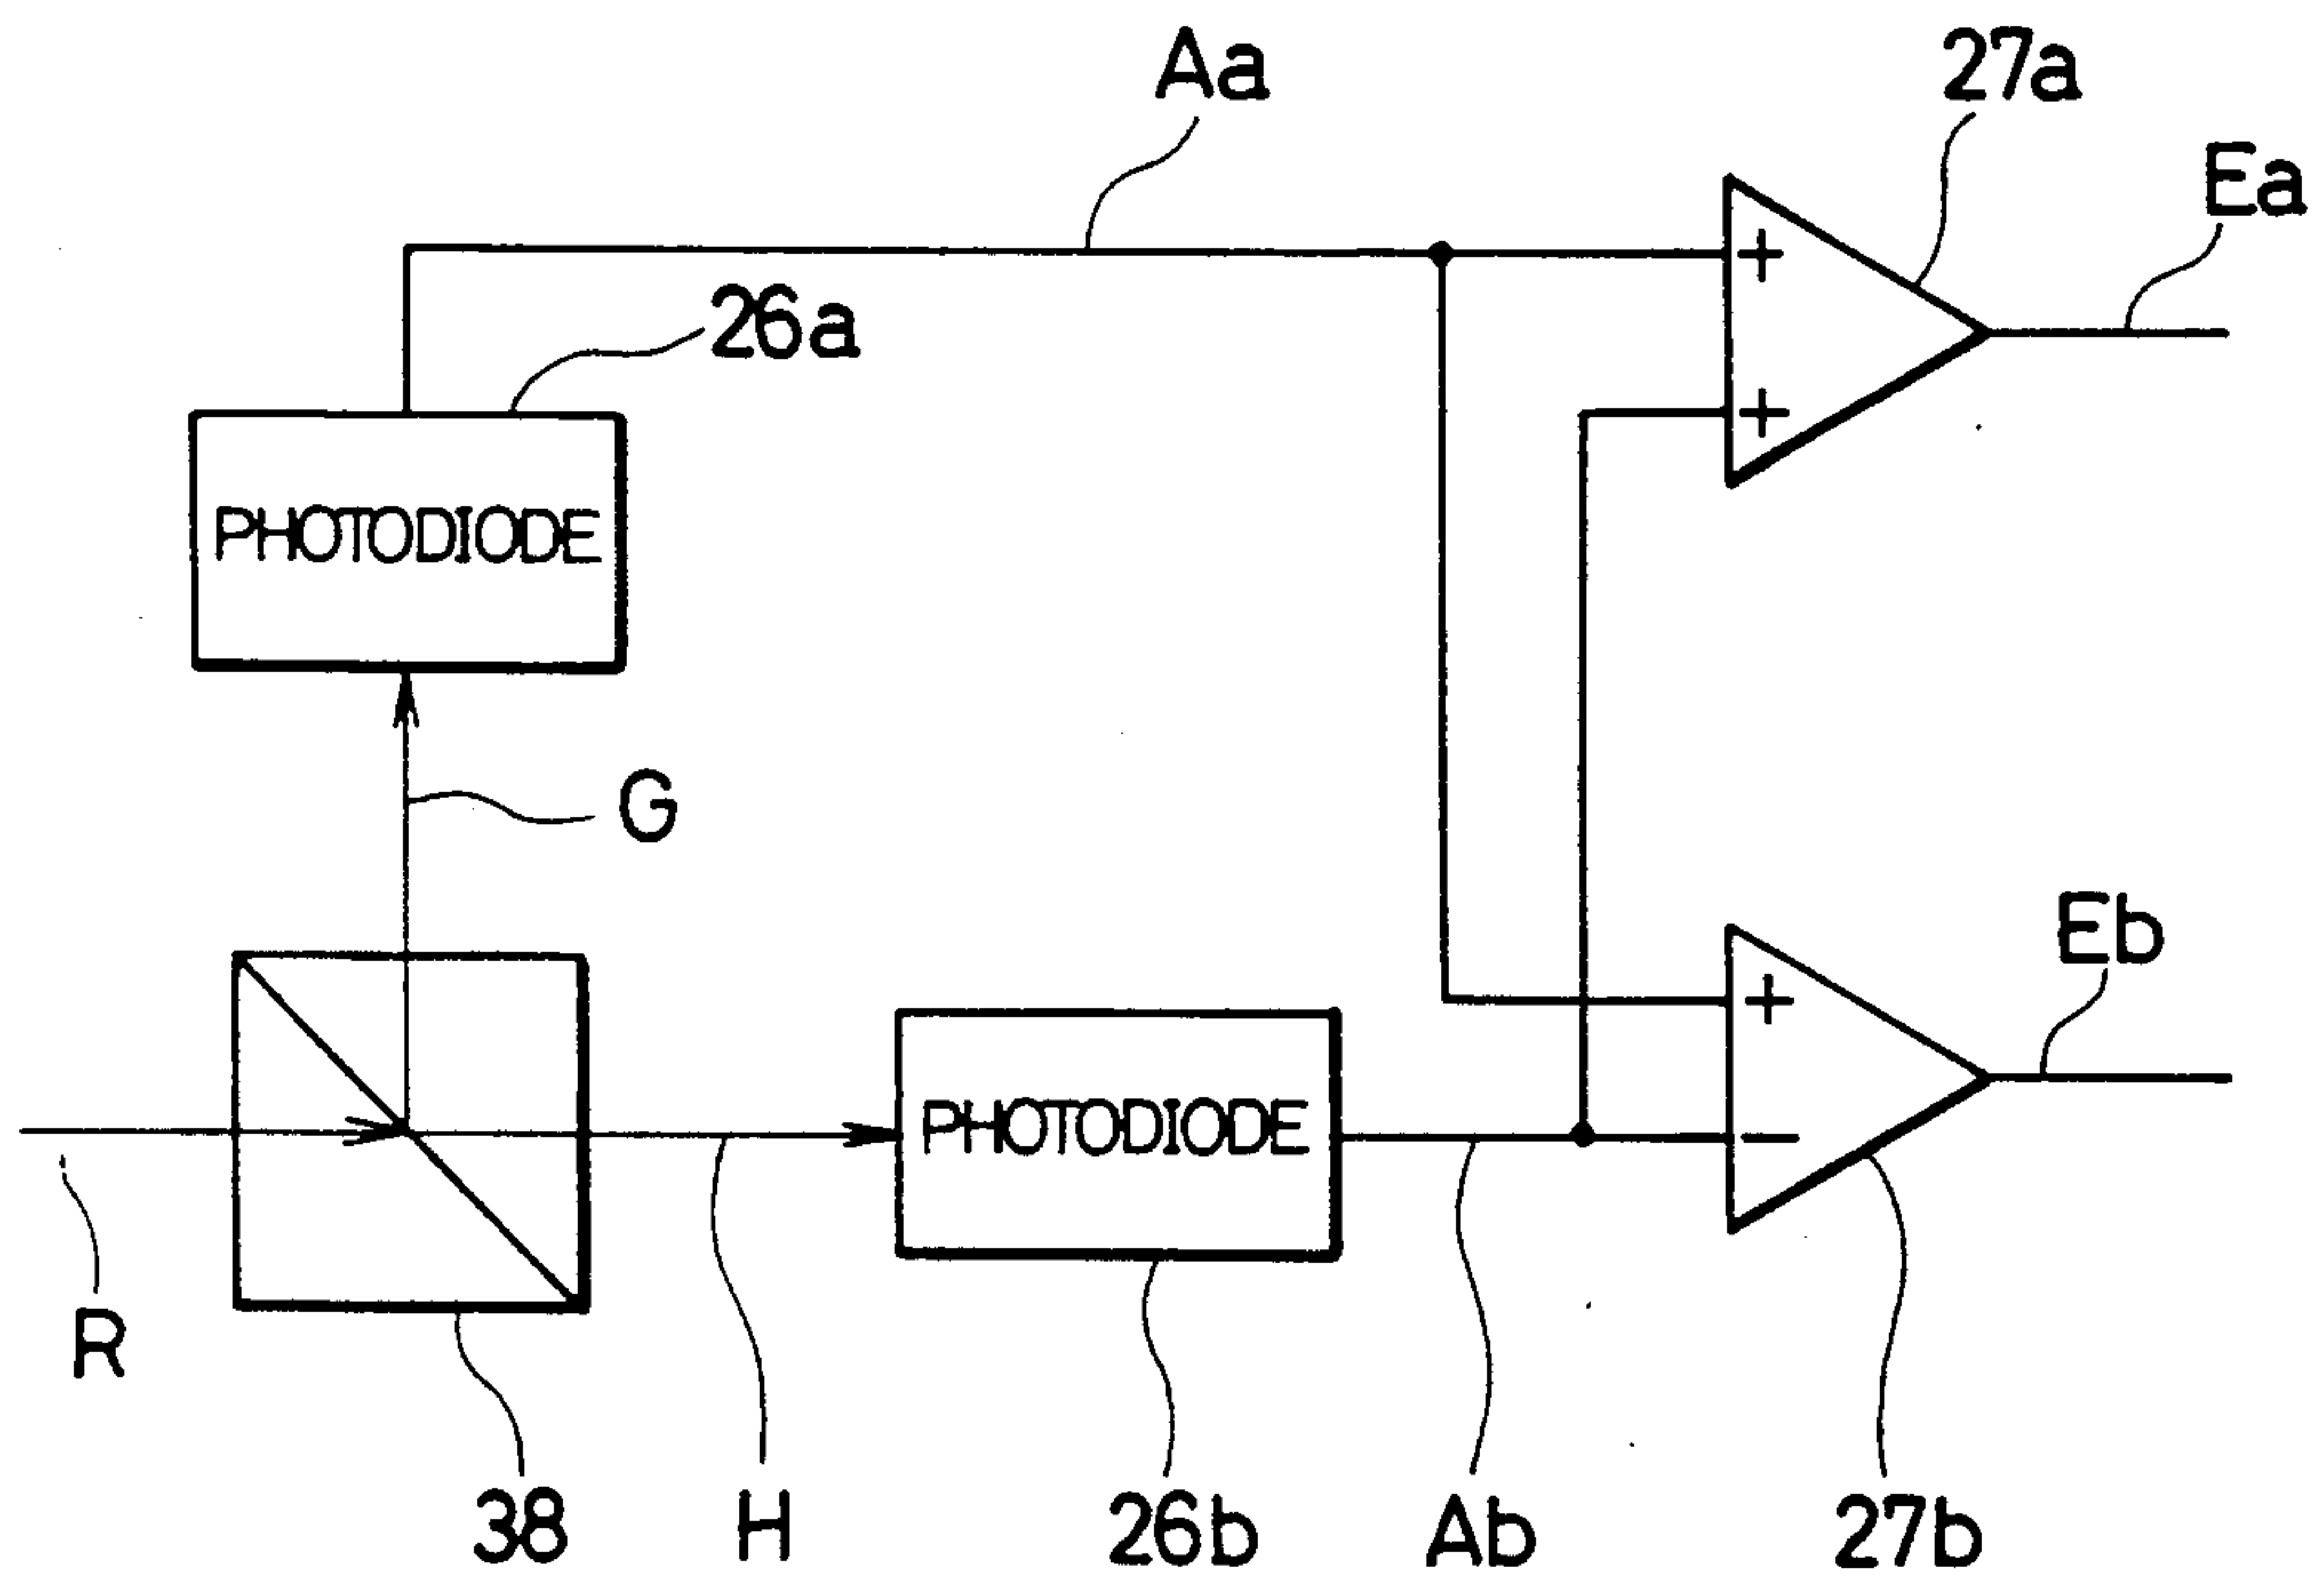 Aa
27a
Ea
26a
+
+
PHOTODIODE
G
Eb
+
PHOTODIODE
−
R
38
H
26b
Ab
27b